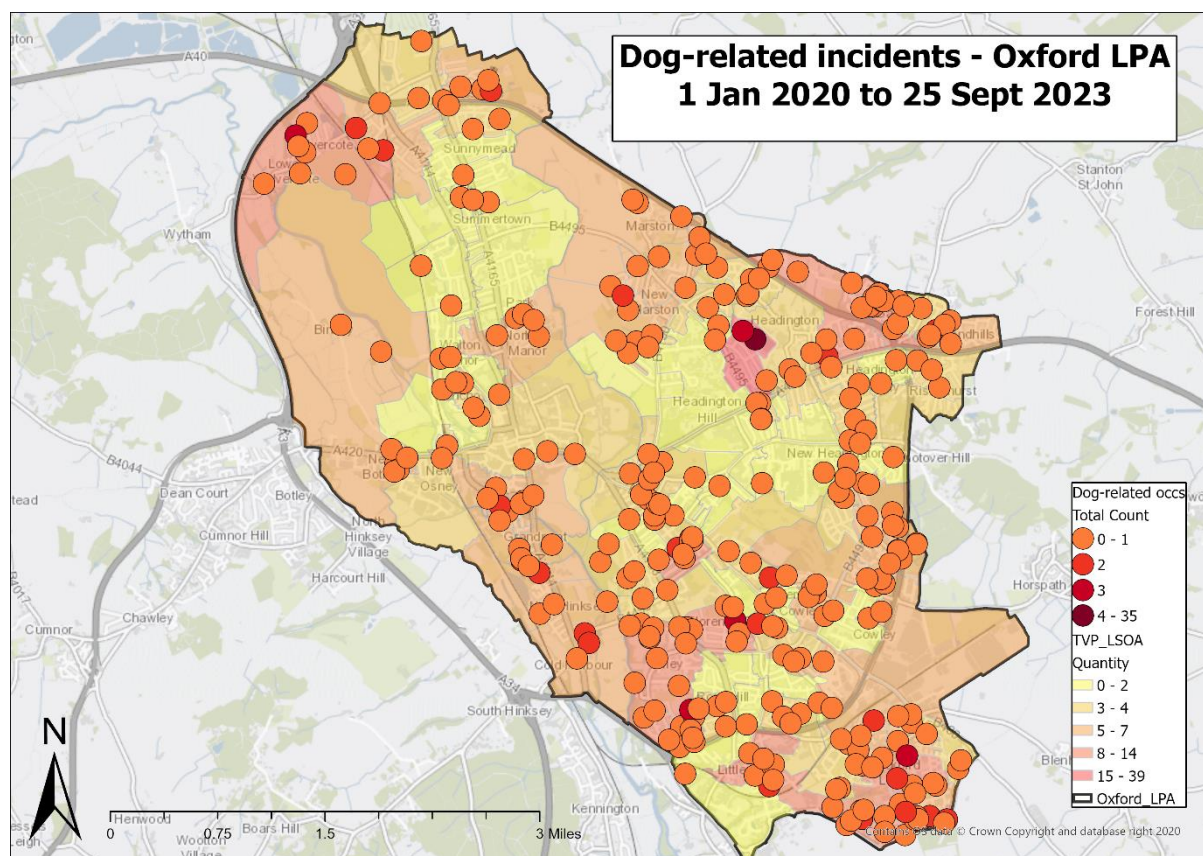 Dog-related incidents - Oxford LPA
1 Jan 2020 to 25 Sept 2023
A40
Sunnymead
Stanton
St John
Wytham
Summertown
B4495
Marston
A4144
A4165
New
Marston
Forest Hill
Headington
B4495
Headington
Hill
New Headington
A420
B4044
Dean Court
Botley
New Osney
Cumnor Hill
North
Hinksey
Village
Harcourt Hill
Horspath
B4017
Cumnor
Chawley
Cowley
A34
South Hinksey
Kennington
Henwood
Wootton
Village
Boars Hill
N
0 0.75 1.5 3 Miles
Dog-related occs
Total Count
0 - 1
2
3
4 - 35
TVP_LSOA
Quantity
0 - 2
3 - 4
5 - 7
8 - 14
15 - 39
Oxford_LPA
Contains OS data © Crown Copyright and database right 2020